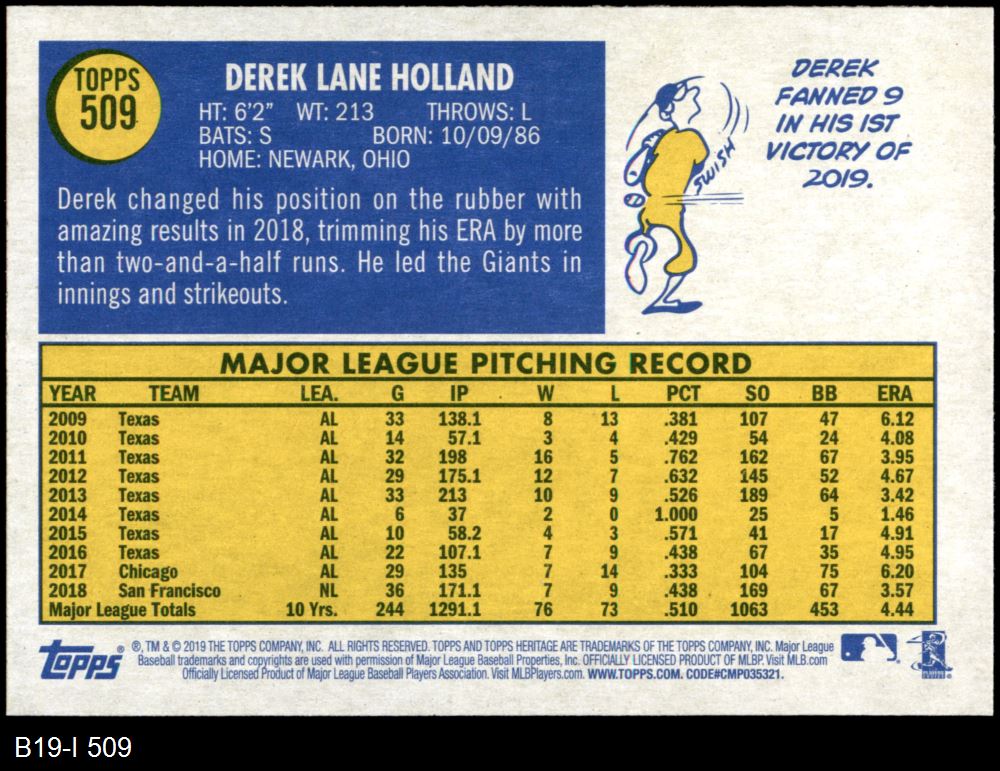 TOPPS
509
DEREK LANE HOLLAND
HT: 6'2" WT: 213 THROWS: L
BATS: S BORN: 10/09/86
HOME: NEWARK, OHIO
Derek changed his position on the rubber with
amazing results in 2018, trimming his ERA by more
than two-and-a-half runs. He led the Giants in
innings and strikeouts.
DEREK
FANNED 9
IN HIS 1ST
VICTORY OF
2019.
SWISH
MAJOR LEAGUE PITCHING RECORD
YEAR TEAM LEA. G IP W L PCT SO BB ERA
2009 Texas AL 33 138.1 8 13 .381 107 47 6.12
2010 Texas AL 14 57.1 3 4 .429 54 24 4.08
2011 Texas AL 32 198 16 5 .762 162 67 3.95
2012 Texas AL 29 175.1 12 7 .632 145 52 4.67
2013 Texas AL 33 213 10 9 .526 189 64 3.42
2014 Texas AL 6 37 2 0 1.000 25 5 1.46
2015 Texas AL 10 58.2 4 3 .571 41 17 4.91
2016 Texas AL 22 107.1 7 9 .438 67 35 4.95
2017 Chicago AL 29 135 7 14 .333 104 75 6.20
2018 San Francisco NL 36 171.1 7 9 .438 169 67 3.57
Major League Totals 10 Yrs. 244 1291.1 76 73 .510 1063 453 4.44
topps®
®, TM & © 2019 THE TOPPS COMPANY, INC. ALL RIGHTS RESERVED. TOPPS AND TOPPS HERITAGE ARE TRADEMARKS OF THE TOPPS COMPANY, INC. Major League
Baseball trademarks and copyrights are used with permission of Major League Baseball Properties, Inc. OFFICIALLY LICENSED PRODUCT OF MLBP. Visit MLB.com
Officially Licensed Product of Major League Baseball Players Association. Visit MLBPlayers.com. WWW.TOPPS.COM. CODE#CMP035321.
B19-I 509